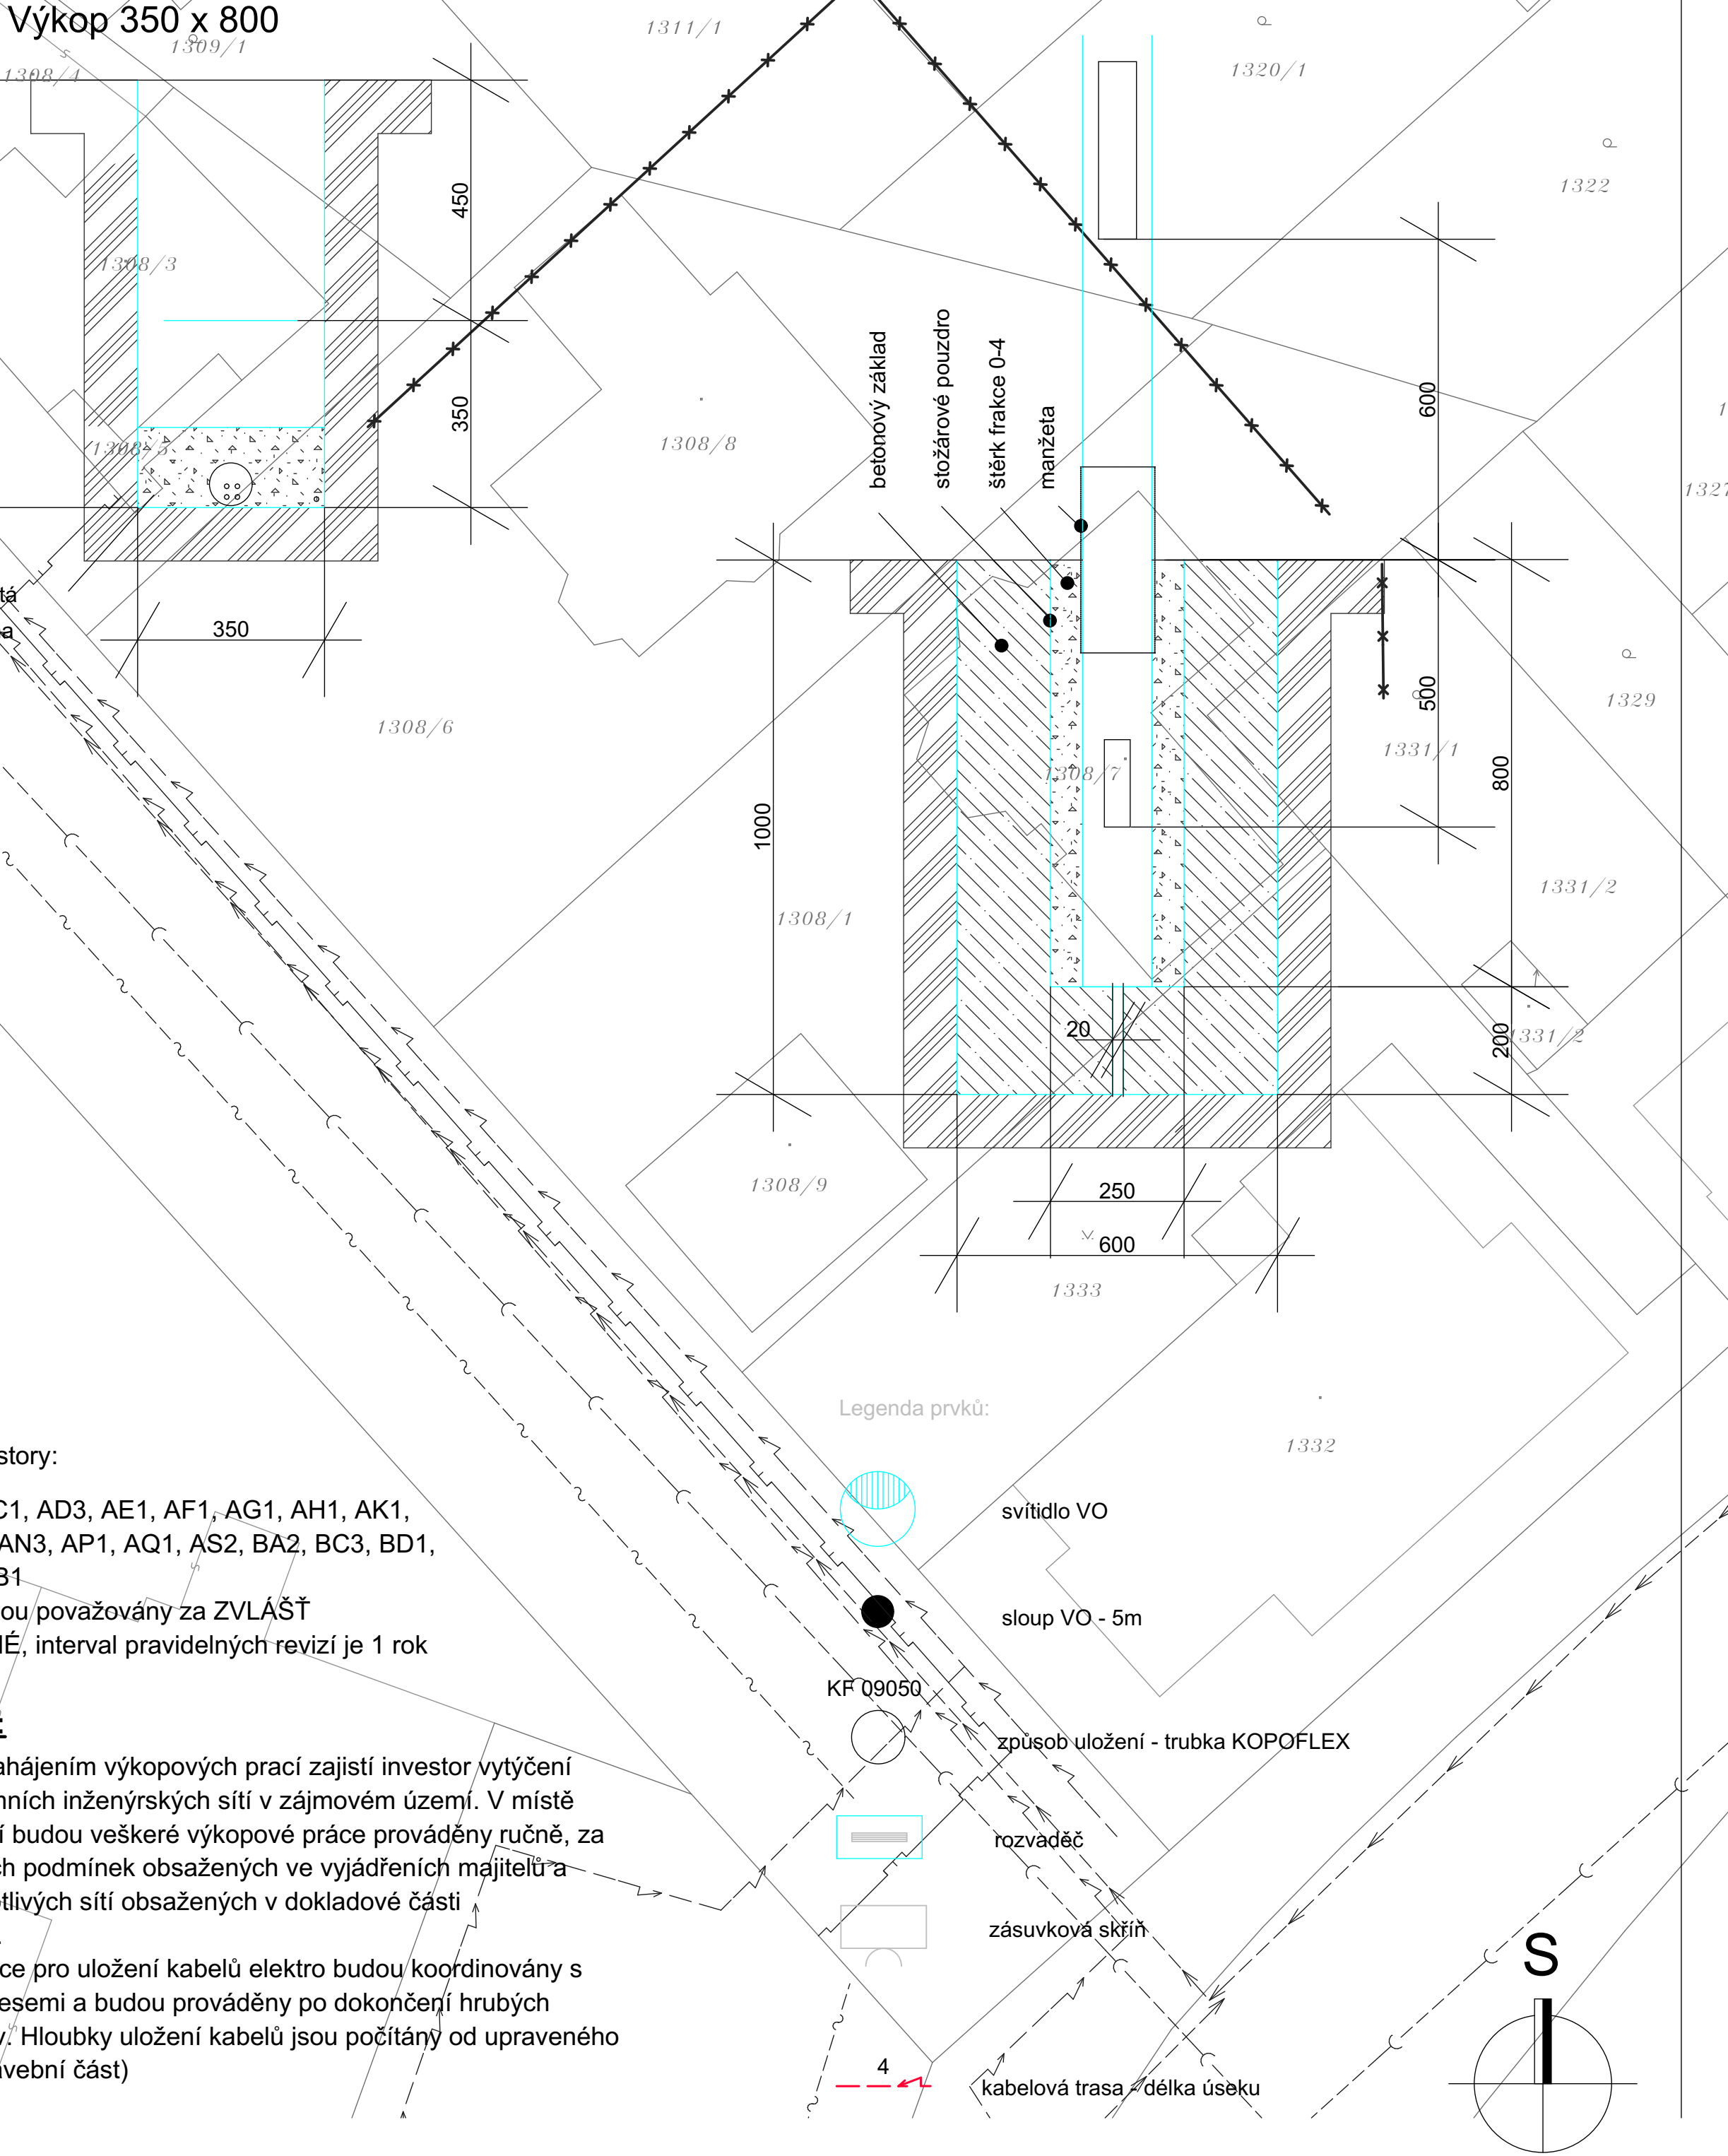 Výkop 350 x 800
1309/1
1308/4
1311/1
1320/1
1322
450
1308/3
350
1308/5
1308/8
betonový základ
stožárové pouzdro
štěrk frakce 0-4
manžeta
600
1327
tá
a
350
1308/6
1329
500
1331/1
800
1308/7
1000
1331/2
1308/1
20
200
1331/2
1308/9
250
600
1333
Legenda prvků:
1332
story:
C1, AD3, AE1, AF1, AG1, AH1, AK1,
AN3, AP1, AQ1, AS2, BA2, BC3, BD1,
B1
ou považovány za ZVLÁŠŤ
É, interval pravidelných revizí je 1 rok
svítidlo VO
sloup VO - 5m
KF 09050
způsob uložení - trubka KOPOFLEX
ahájením výkopových prací zajistí investor vytýčení
mních inženýrských sítí v zájmovém území. V místě
í budou veškeré výkopové práce prováděny ručně, za
ch podmínek obsažených ve vyjádřeních majitelů a
otlivých sítí obsažených v dokladové části
rozvaděč
zásuvková skříň
ce pro uložení kabelů elektro budou koordinovány s
esemi a budou prováděny po dokončení hrubých
v. Hloubky uložení kabelů jsou počítány od upraveného
avební část)
4
kabelová trasa - délka úseku
S